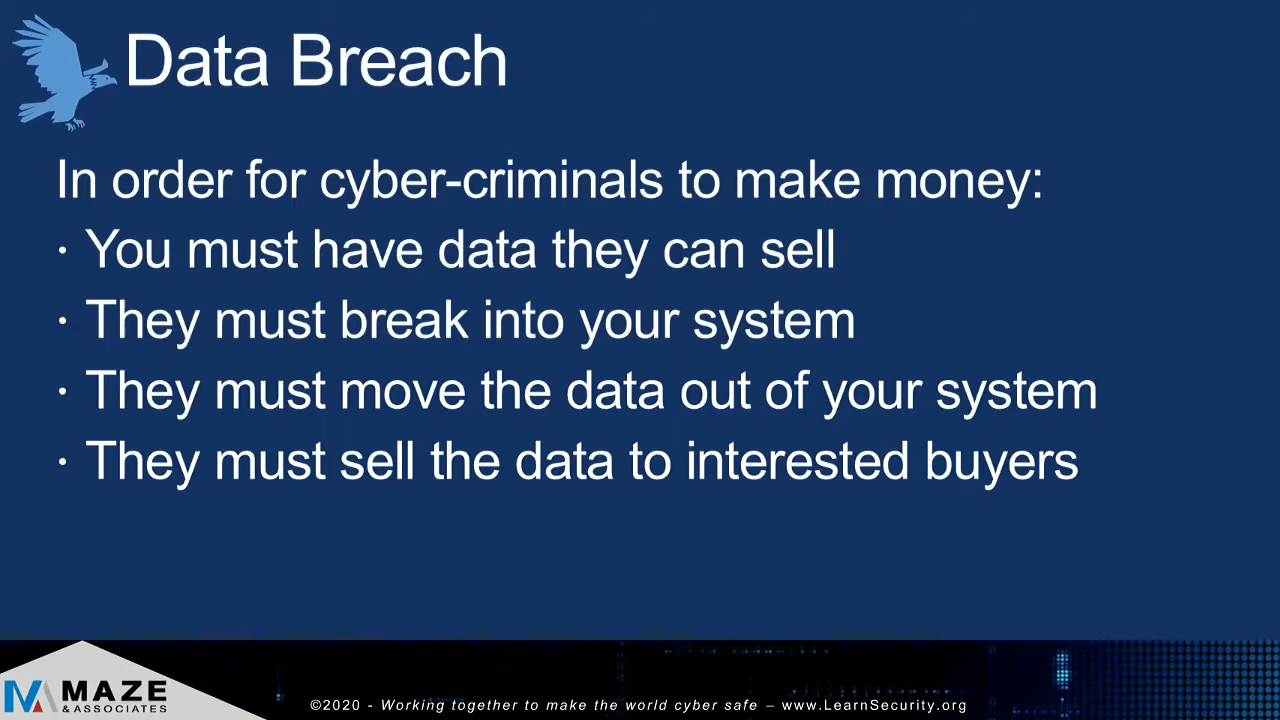 Data Breach
In order for cyber-criminals to make money:
· You must have data they can sell
· They must break into your system
· They must move the data out of your system
· They must sell the data to interested buyers
MAZE
& ASSOCIATES
©2020 - Working together to make the world cyber safe – www.LearnSecurity.org